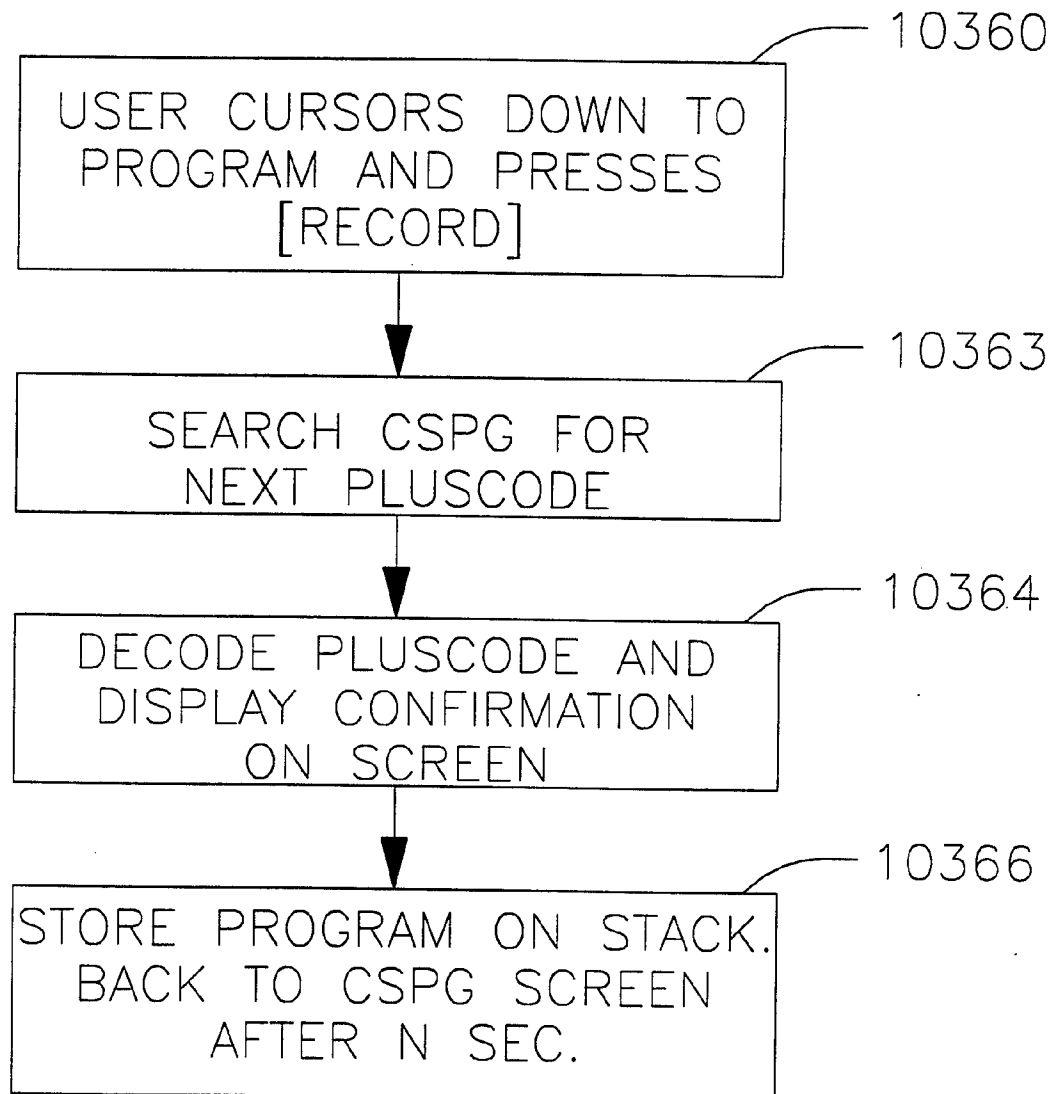 10360
USER CURSORS DOWN TO
PROGRAM AND PRESSES
[RECORD]
10363
SEARCH CSPG FOR
NEXT PLUSCODE
10364
DECODE PLUSCODE AND
DISPLAY CONFIRMATION
ON SCREEN
10366
STORE PROGRAM ON STACK.
BACK TO CSPG SCREEN
AFTER N SEC.